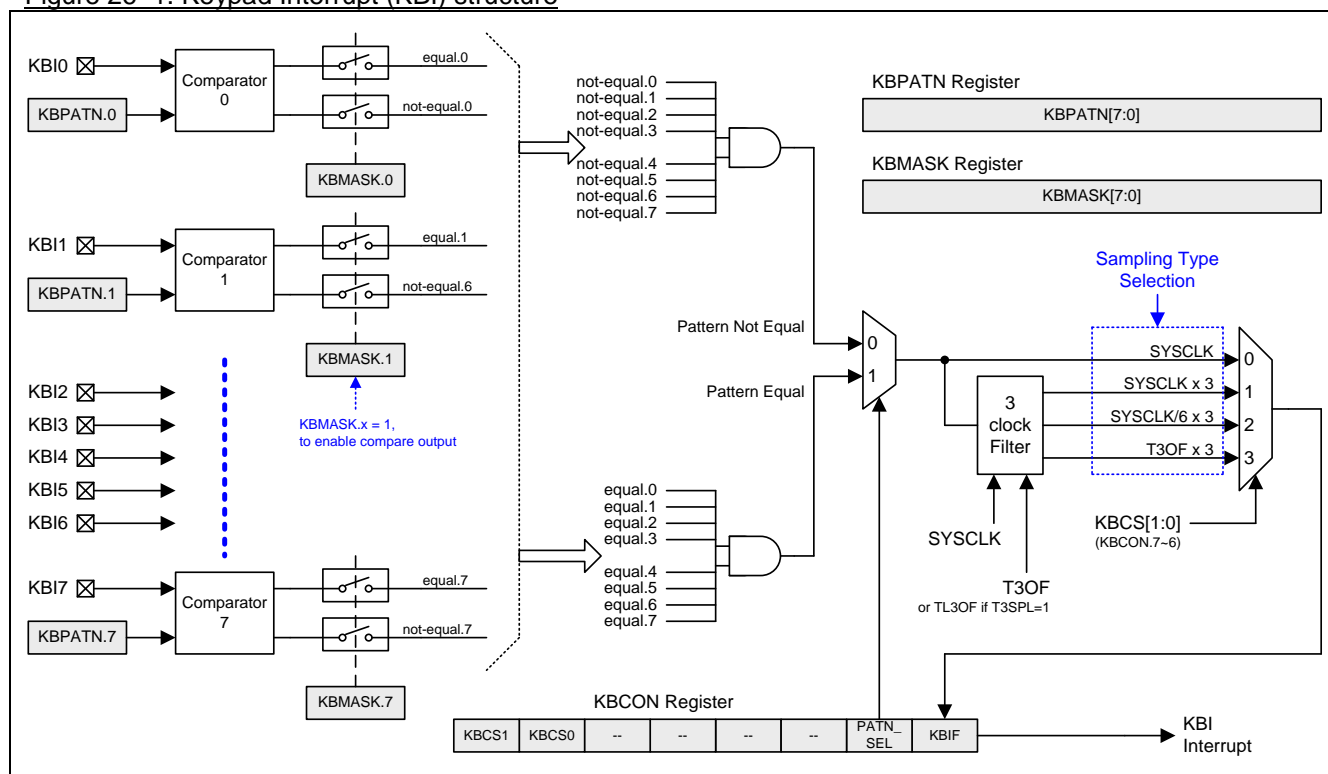 Figure 20-1. Keypad Interrupt (KBI) structure
KBI0
KBPATN.0
Comparator
0
equal.0
not-equal.0
KBMASK.0
KBI1
KBPATN.1
Comparator
1
equal.1
not-equal.6
KBMASK.1
KBMASK.x = 1,
to enable compare output
KBI2
KBI3
KBI4
KBI5
KBI6
KBI7
KBPATN.7
Comparator
7
equal.7
not-equal.7
KBMASK.7
not-equal.0
not-equal.1
not-equal.2
not-equal.3
not-equal.4
not-equal.5
not-equal.6
not-equal.7
Pattern Not Equal
Pattern Equal
equal.0
equal.1
equal.2
equal.3
equal.4
equal.5
equal.6
equal.7
0
1
KBPATN Register
KBPATN[7:0]
KBMASK Register
KBMASK[7:0]
Sampling Type
Selection
3
clock
Filter
SYSCLK
SYSCLK x 3
SYSCLK/6 x 3
T3OF x 3
0
1
2
3
SYSCLK
T3OF
or TL3OF if T3SPL=1
KBCS[1:0]
(KBCON.7~6)
KBCON Register
KBCS1 KBCS0 -- -- -- -- PATN_ SEL KBIF
KBI
Interrupt